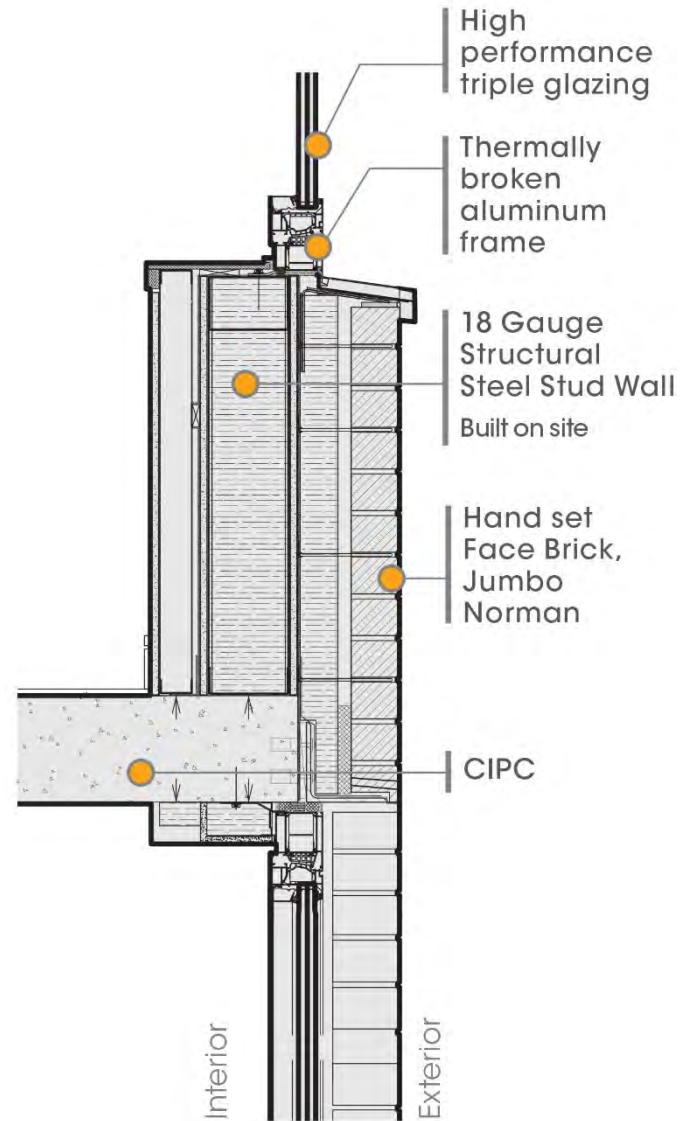 High
performance
triple glazing
Thermally
broken
aluminum
frame
18 Gauge
Structural
Steel Stud Wall
Built on site
Hand set
Face Brick,
Jumbo
Norman
CIPC
Interior
Exterior